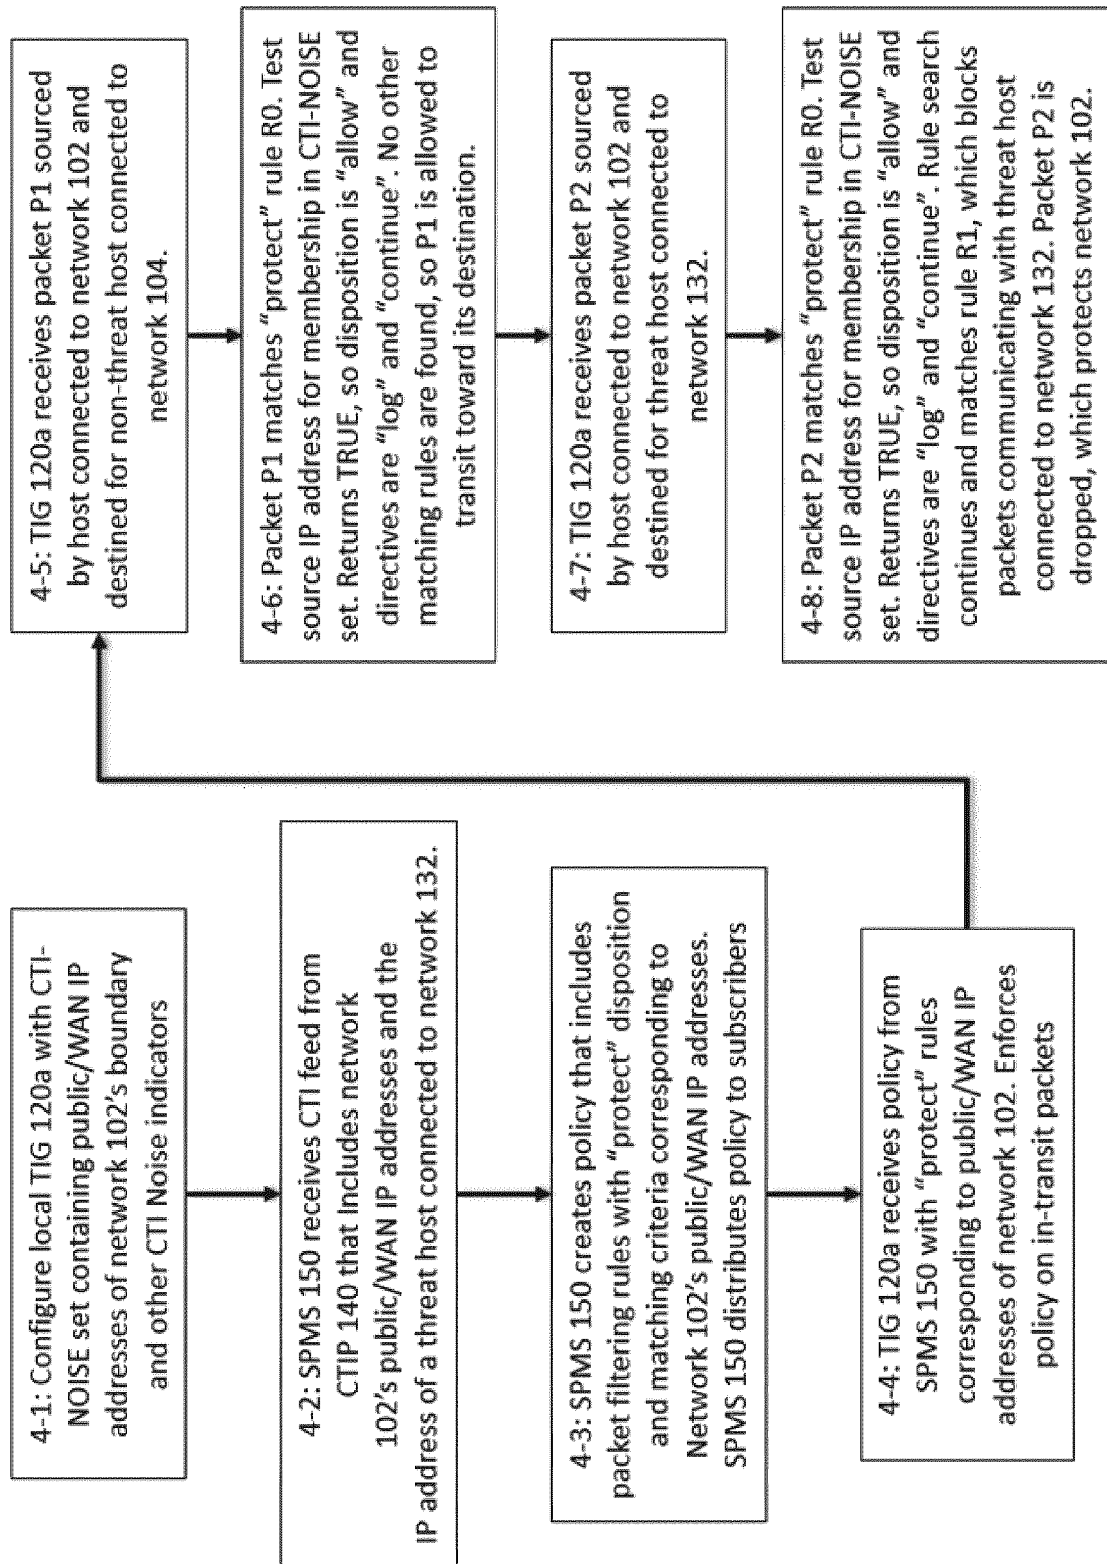 4-1: Configure local TIG 120a with CTI-
NOISE set containing public/WAN IP
addresses of network 102's boundary
and other CTI Noise indicators
4-2: SPMS 150 receives CTI feed from
CTIP 140 that Includes network
102's public/WAN IP addresses and the
IP address of a threat host connected to network 132.
4-3: SPMS 150 creates policy that includes
packet filtering rules with "protect" disposition
and matching criteria corresponding to
Network 102's public/WAN IP addresses.
SPMS 150 distributes policy to subscribers
4-4: TIG 120a receives policy from
SPMS 150 with "protect" rules
corresponding to public/WAN IP
addresses of network 102. Enforces
policy on in-transit packets
4-5: TIG 120a receives packet P1 sourced
by host connected to network 102 and
destined for non-threat host connected to
network 104.
4-6: Packet P1 matches "protect" rule R0. Test
source IP address for membership in CTI-NOISE
set. Returns TRUE, so disposition is "allow" and
directives are "log" and "continue". No other
matching rules are found, so P1 is allowed to
transit toward its destination.
4-7: TIG 120a receives packet P2 sourced
by host connected to network 102 and
destined for threat host connected to
network 132.
4-8: Packet P2 matches "protect" rule R0. Test
source IP address for membership in CTI-NOISE
set. Returns TRUE, so disposition is "allow" and
directives are "log" and "continue". Rule search
continues and matches rule R1, which blocks
packets communicating with threat host
connected to network 132. Packet P2 is
dropped, which protects network 102.